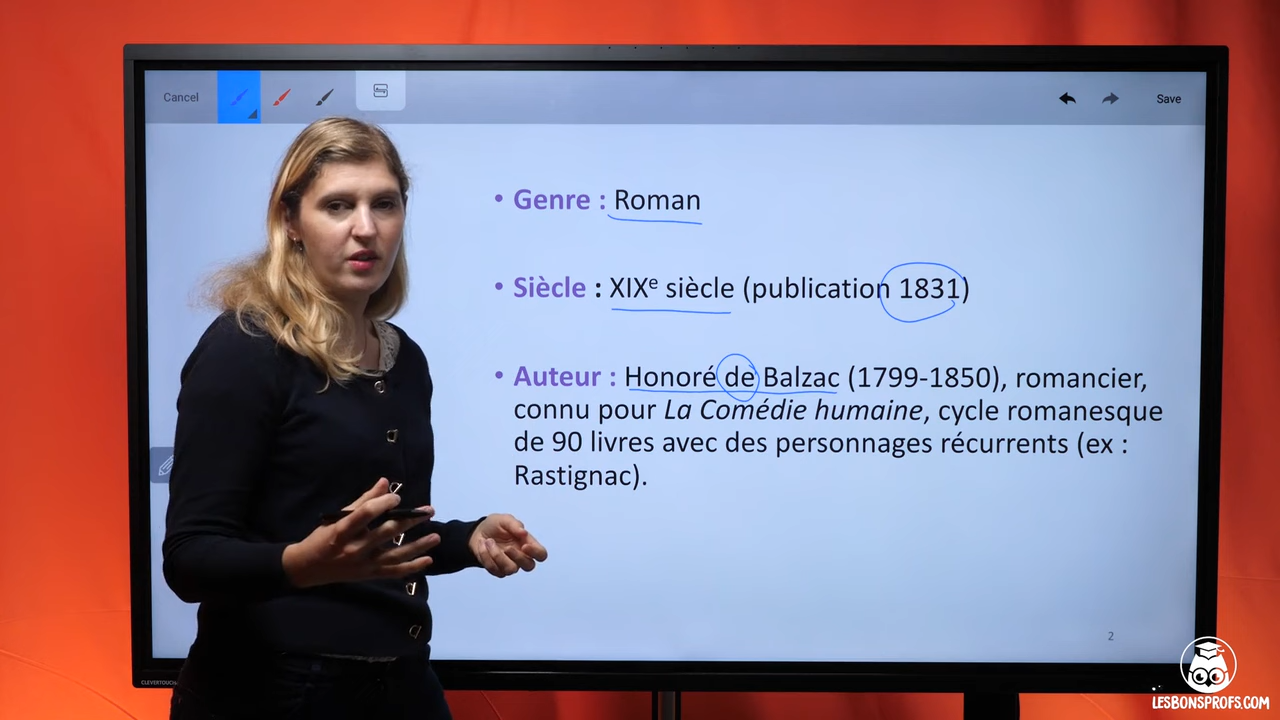 Cancel
Save
• Genre : Roman
• Siècle : XIXe siècle (publication 1831)
• Auteur : Honoré de Balzac (1799-1850), romancier,
connu pour La Comédie humaine, cycle romanesque
de 90 livres avec des personnages récurrents (ex :
Rastignac).
2
CLEVERTOUCH
LESBONSPROFS.COM